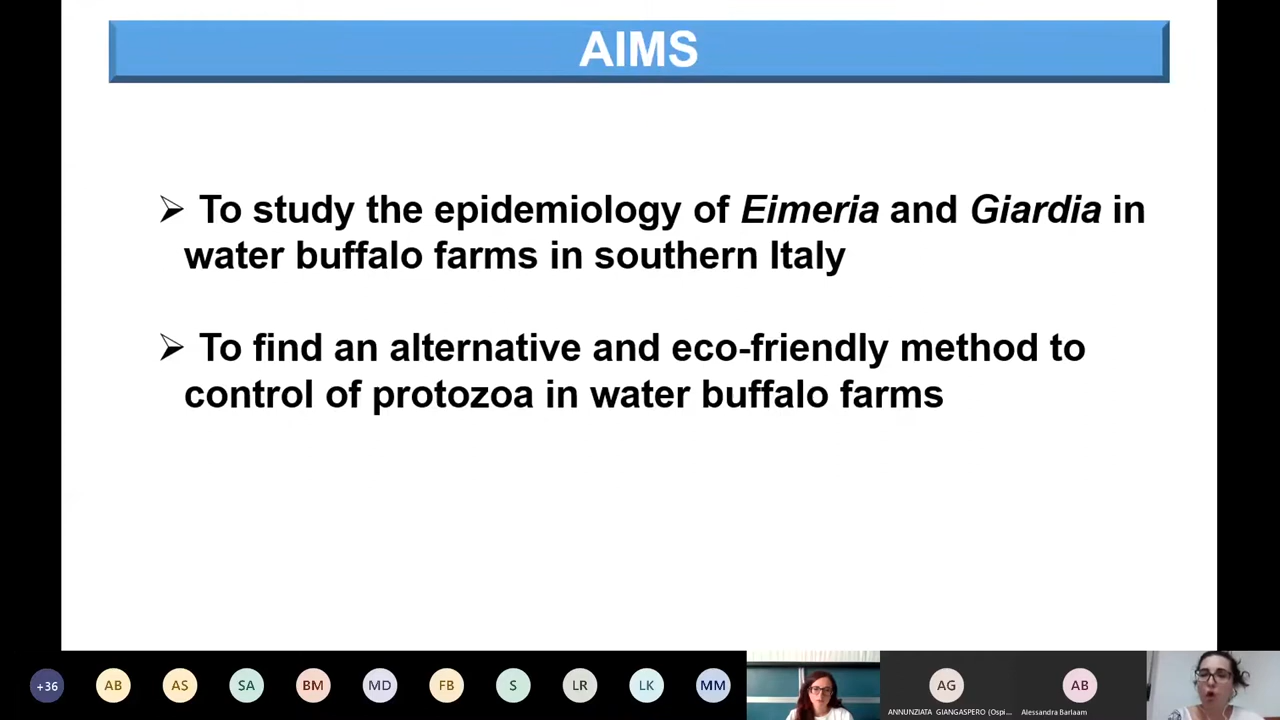 AIMS
➢ To study the epidemiology of Eimeria and Giardia in
water buffalo farms in southern Italy
➢ To find an alternative and eco-friendly method to
control of protozoa in water buffalo farms
+36 AB AS SA BM MD FB S LR LK MM AG AB
ANNUNZIATA GIANGASPERO (Ospi... Alessandra Barlaam